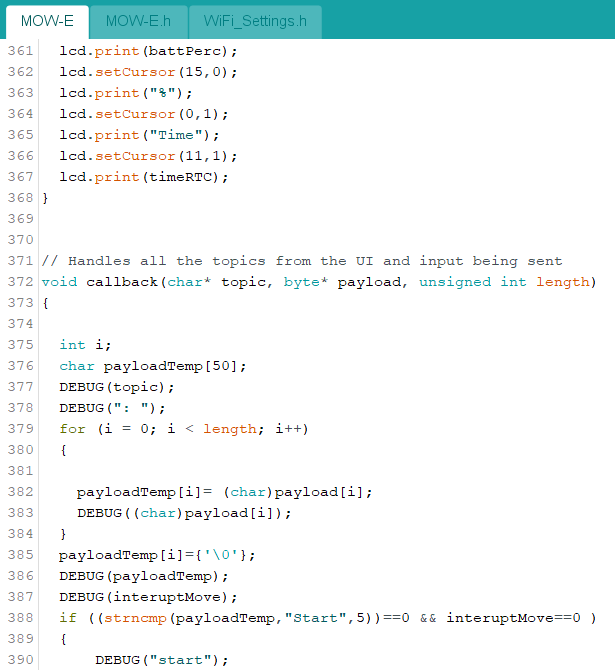 MOW-E MOW-E.h WiFi_Settings.h
361 lcd.print(battPerc);
362 lcd.setCursor(15,0);
363 lcd.print("%");
364 lcd.setCursor(0,1);
365 lcd.print("Time");
366 lcd.setCursor(11,1);
367 lcd.print(timeRTC);
368 }
369
370
371 // Handles all the topics from the UI and input being sent
372 void callback(char* topic, byte* payload, unsigned int length)
373 {
374
375 int i;
376 char payloadTemp[50];
377 DEBUG(topic);
378 DEBUG(": ");
379 for (i = 0; i < length; i++)
380 {
381
382 payloadTemp[i]= (char)payload[i];
383 DEBUG((char)payload[i]);
384 }
385 payloadTemp[i]={'\0'};
386 DEBUG(payloadTemp);
387 DEBUG(interuptMove);
388 if ((strncmp(payloadTemp,"Start",5))==0 && interuptMove==0 )
389 {
390 DEBUG("start");